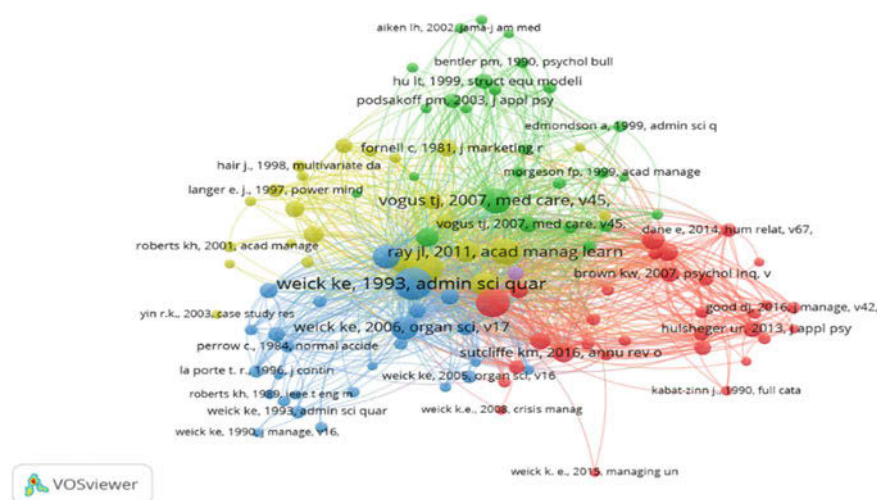 aiken lh, 2002, jama-j am med
bentler pm, 1990, psychol bull
hu lt, 1999, struct equ modeli
podsakoff pm, 2003, j appl psy
edmondson a, 1999, admin sci q
fornell c, 1981, j marketing r
hair j., 1998, multivariate da
morgeson fp, 1999, acad manage
langer e. j., 1997, power mind
vogus tj, 2007, med care, v45,
vogus tj, 2007, med care, v45,
dane e, 2014, hum relat, v67,
roberts kh, 2001, acad manage
ray jl, 2011, acad manag learn
brown kw, 2007, psychol inq, v
weick ke, 1993, admin sci quar
good dj, 2016, j manage, v42,
yin r.k., 2003, case study res
weick ke, 2006, organ sci, v17
hulsheger ur, 2013, j appl psy
perrow c., 1984, normal accide
sutcliffe km, 2016, annu rev o
la porte t. r., 1996, j contin
weick ke, 2005, organ sci, v16
kabat-zinn j., 1990, full cata
roberts kh, 1989, ieee t eng m
weick ke, 1993, admin sci quar
weick k.e., 2008, crisis manag
weick ke, 1990, j manage, v16,
weick k. e., 2015, managing un
VOSviewer